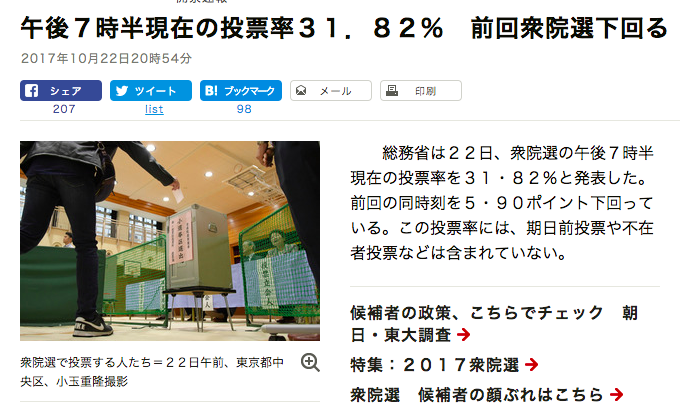 午後７時半現在の投票率３１．８２％　前回衆院選下回る
2017年10月22日20時54分
シェア
ツイート
B! ブックマーク
メール
印刷
207
list
98
総務省は２２日、衆院選の午後７時半
現在の投票率を３１・８２％と発表した。
前回の同時刻を５・９０ポイント下回って
いる。この投票率には、期日前投票や不在
者投票などは含まれていない。
候補者の政策、こちらでチェック　朝
日・東大調査
特集：２０１７衆院選
衆院選　候補者の顔ぶれはこちら
衆院選で投票する人たち＝２２日午前、東京都中
央区、小玉重隆撮影